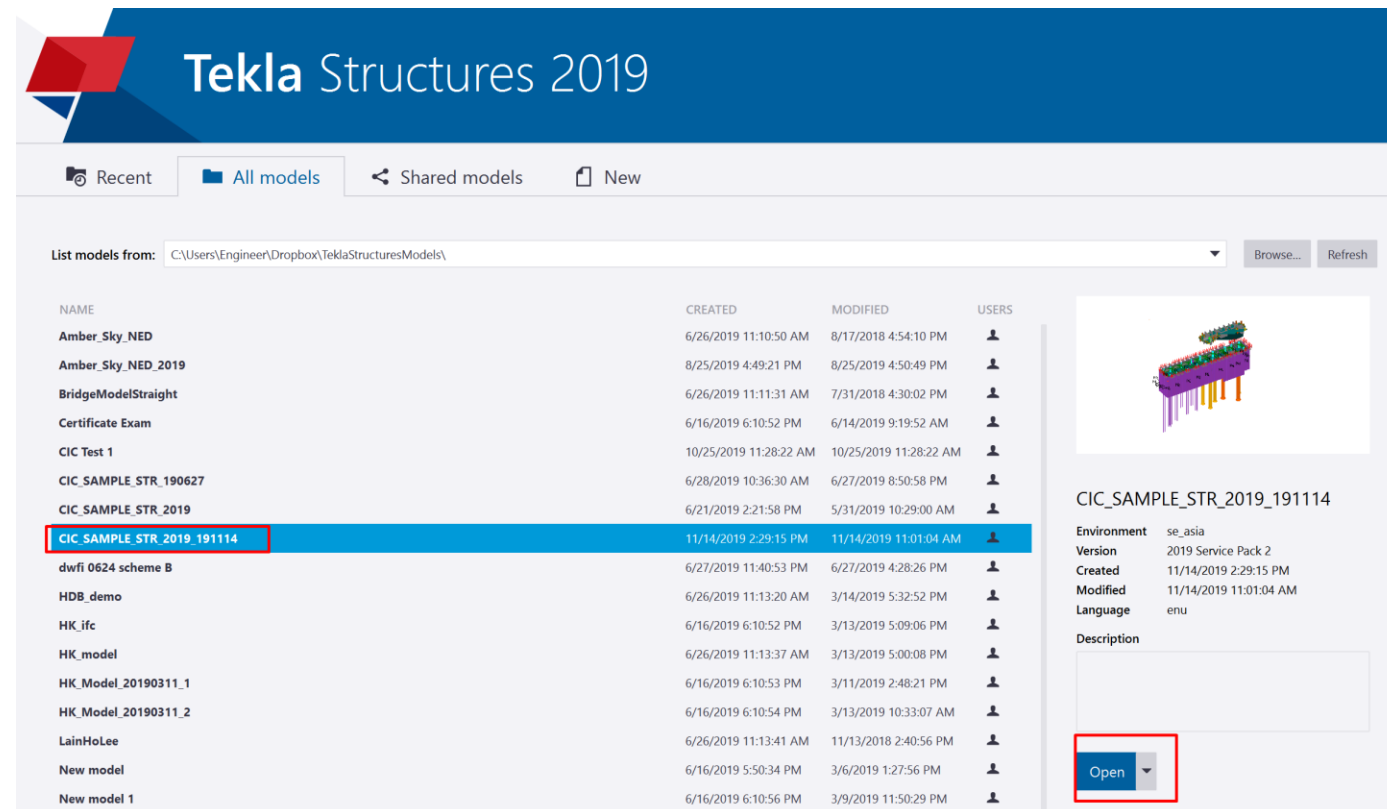 Tekla Structures 2019
Recent All models Shared models New
List models from: C:\Users\Engineer\Dropbox\TeklaStructuresModels\ Browse... Refresh
NAME CREATED MODIFIED USERS
Amber_Sky_NED 6/26/2019 11:10:50 AM 8/17/2018 4:54:10 PM
Amber_Sky_NED_2019 8/25/2019 4:49:21 PM 8/25/2019 4:50:49 PM
BridgeModelStraight 6/26/2019 11:11:31 AM 7/31/2018 4:30:02 PM
Certificate Exam 6/16/2019 6:10:52 PM 6/14/2019 9:19:52 AM
CIC Test 1 10/25/2019 11:28:22 AM 10/25/2019 11:28:22 AM
CIC_SAMPLE_STR_190627 6/28/2019 10:36:30 AM 6/27/2019 8:50:58 PM
CIC_SAMPLE_STR_2019 6/21/2019 2:21:58 PM 5/31/2019 10:29:00 AM
CIC_SAMPLE_STR_2019_191114 11/14/2019 2:29:15 PM 11/14/2019 11:01:04 AM
dwfi 0624 scheme B 6/27/2019 11:40:53 PM 6/27/2019 4:28:26 PM
HDB_demo 6/26/2019 11:13:20 AM 3/14/2019 5:32:52 PM
HK_ifc 6/16/2019 6:10:52 PM 3/13/2019 5:09:06 PM
HK_model 6/26/2019 11:13:37 AM 3/13/2019 5:00:08 PM
HK_Model_20190311_1 6/16/2019 6:10:53 PM 3/11/2019 2:48:21 PM
HK_Model_20190311_2 6/16/2019 6:10:54 PM 3/13/2019 10:33:07 AM
LainHoLee 6/26/2019 11:13:41 AM 11/13/2018 2:40:56 PM
New model 6/16/2019 5:50:34 PM 3/6/2019 1:27:56 PM
New model 1 6/16/2019 6:10:56 PM 3/9/2019 11:50:29 PM
CIC_SAMPLE_STR_2019_191114
Environment se_asia
Version 2019 Service Pack 2
Created 11/14/2019 2:29:15 PM
Modified 11/14/2019 11:01:04 AM
Language enu
Description
Open